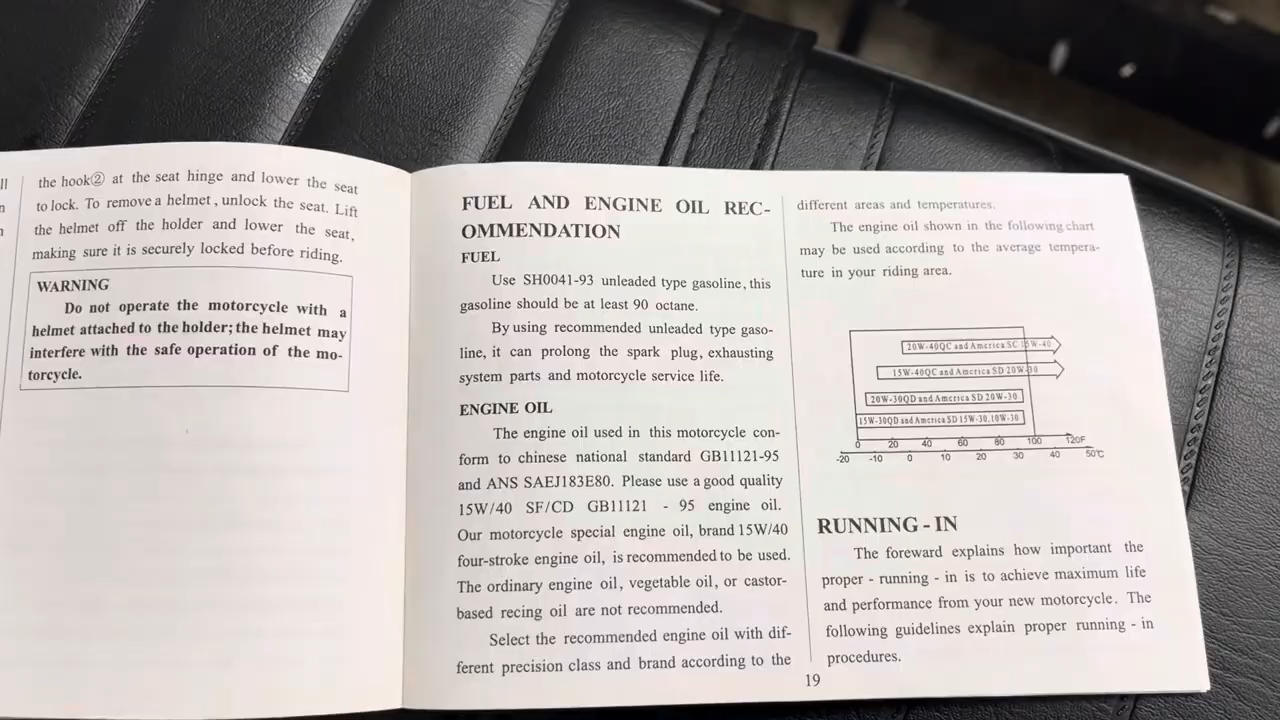 ll
n
n
the hook② at the seat hinge and lower the seat
to lock. To remove a helmet, unlock the seat. Lift
the helmet off the holder and lower the seat,
making sure it is securely locked before riding.
WARNING
Do not operate the motorcycle with a
helmet attached to the holder; the helmet may
interfere with the safe operation of the mo-
torcycle.
FUEL AND ENGINE OIL REC-
OMMENDATION
FUEL
Use SH0041-93 unleaded type gasoline, this
gasoline should be at least 90 octane.
By using recommended unleaded type gaso-
line, it can prolong the spark plug, exhausting
system parts and motorcycle service life.
ENGINE OIL
The engine oil used in this motorcycle con-
form to chinese national standard GB11121-95
and ANS SAEJ183E80. Please use a good quality
15W/40 SF/CD GB11121 - 95 engine oil.
Our motorcycle special engine oil, brand 15W/40
four-stroke engine oil, is recommended to be used.
The ordinary engine oil, vegetable oil, or castor-
based recing oil are not recommended.
Select the recommended engine oil with dif-
ferent precision class and brand according to the
different areas and temperatures.
The engine oil shown in the following chart
may be used according to the average tempera-
ture in your riding area.
20W-40QC and America SC 15W-40
15W-40QC and America SD 20W-30
20W-30QD and America SD 20W-30
15W-30QD and America SD 15W-30,10W-30
0 20 40 60 80 100 120F
-20 -10 0 10 20 30 40 50℃
RUNNING - IN
The foreward explains how important the
proper - running - in is to achieve maximum life
and performance from your new motorcycle. The
following guidelines explain proper running - in
procedures.
19